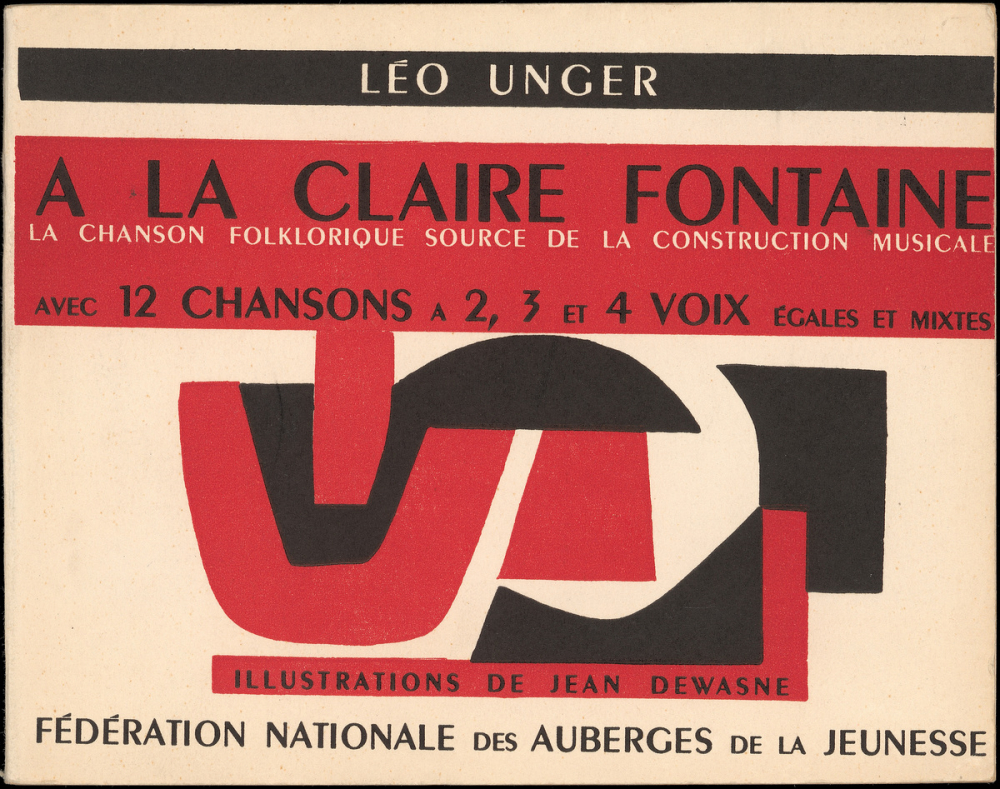 LÉO UNGER
A LA CLAIRE FONTAINE
LA CHANSON FOLKLORIQUE SOURCE DE LA CONSTRUCTION MUSICALE
AVEC 12 CHANSONS A 2, 3 ET 4 VOIX ÉGALES ET MIXTES
ILLUSTRATIONS DE JEAN DEWASNE
FÉDÉRATION NATIONALE DES AUBERGES DE LA JEUNESSE